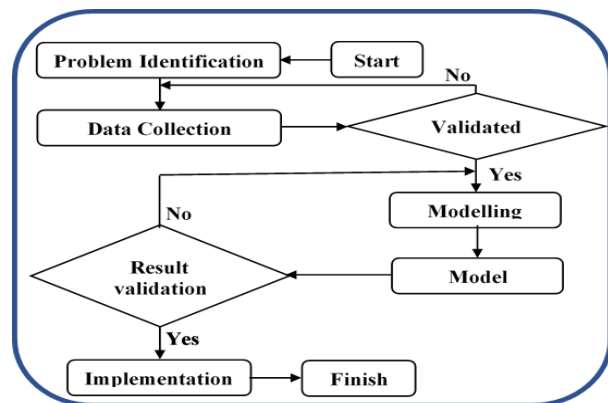 Problem Identification
Start
No
Data Collection
Validated
Yes
Modelling
No
Model
Result
validation
Yes
Implementation
Finish